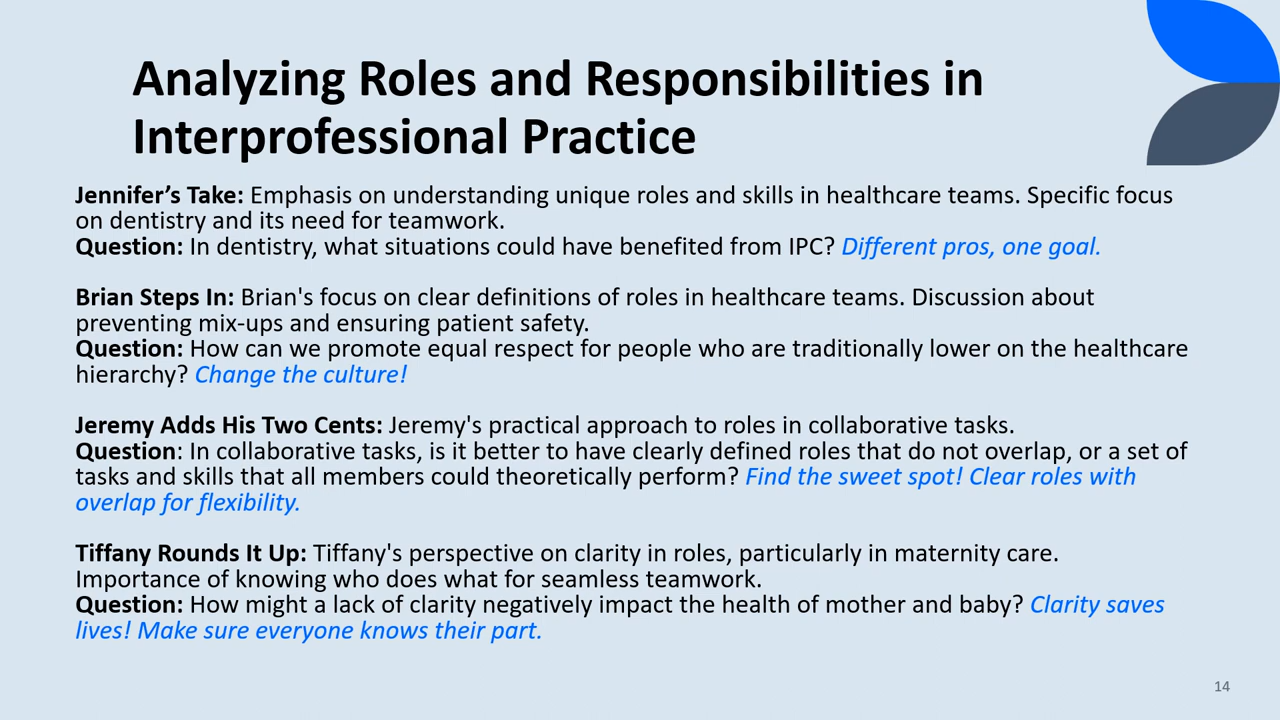 Analyzing Roles and Responsibilities in
Interprofessional Practice
Jennifer’s Take: Emphasis on understanding unique roles and skills in healthcare teams. Specific focus
on dentistry and its need for teamwork.
Question: In dentistry, what situations could have benefited from IPC? Different pros, one goal.
Brian Steps In: Brian's focus on clear definitions of roles in healthcare teams. Discussion about
preventing mix-ups and ensuring patient safety.
Question: How can we promote equal respect for people who are traditionally lower on the healthcare
hierarchy? Change the culture!
Jeremy Adds His Two Cents: Jeremy's practical approach to roles in collaborative tasks.
Question: In collaborative tasks, is it better to have clearly defined roles that do not overlap, or a set of
tasks and skills that all members could theoretically perform? Find the sweet spot! Clear roles with
overlap for flexibility.
Tiffany Rounds It Up: Tiffany's perspective on clarity in roles, particularly in maternity care.
Importance of knowing who does what for seamless teamwork.
Question: How might a lack of clarity negatively impact the health of mother and baby? Clarity saves
lives! Make sure everyone knows their part.
14